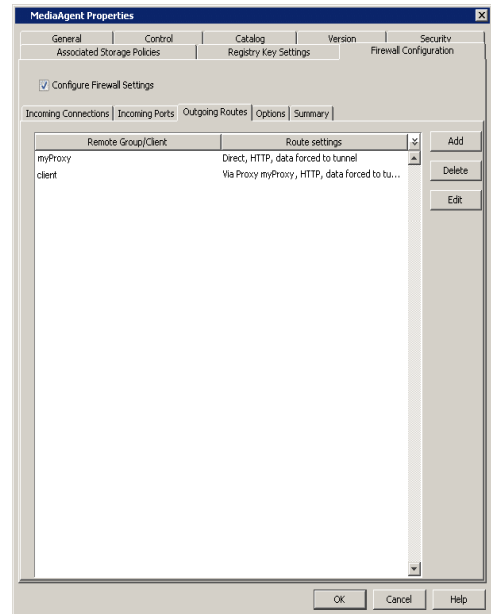 MediaAgent Properties
General Control Catalog Version Security
Associated Storage Policies Registry Key Settings Firewall Configuration
Configure Firewall Settings
Incoming Connections Incoming Ports Outgoing Routes Options Summary
Remote Group/Client Route settings Add
myProxy Direct, HTTP, data forced to tunnel
client Via Proxy myProxy, HTTP, data forced to tu... Delete
Edit
OK Cancel Help